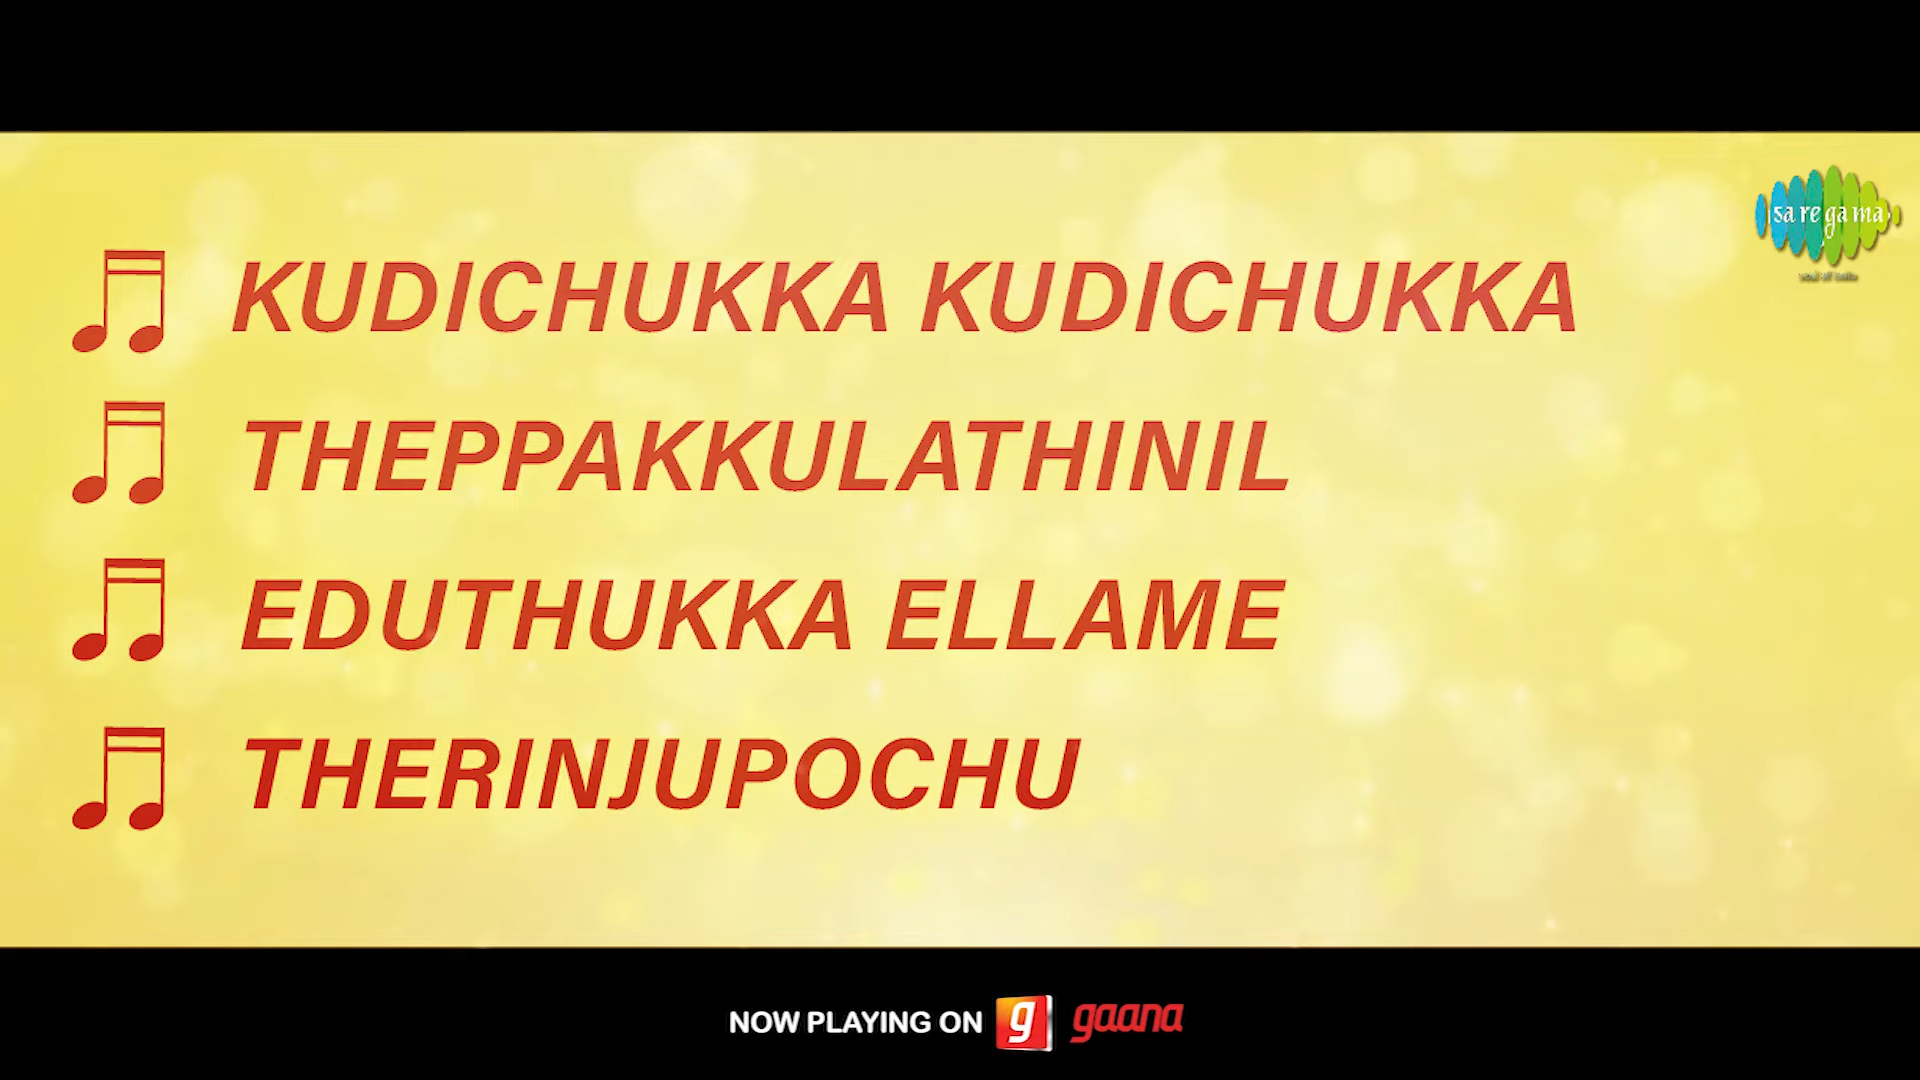 sa re ga ma
KUDICHUKKA KUDICHUKKA
THEPPAKKULATHINIL
EDUTHUKKA ELLAME
THERINJUPOCHU
NOW PLAYING ON g gaana